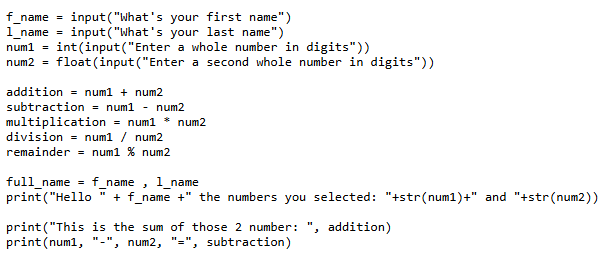 f_name = input("What's your first name")
l_name = input("What's your last name")
num1 = int(input("Enter a whole number in digits"))
num2 = float(input("Enter a second whole number in digits"))
addition = num1 + num2
subtraction = num1 - num2
multiplication = num1 * num2
division = num1 / num2
remainder = num1 % num2
full_name = f_name , l_name
print("Hello " + f_name +" the numbers you selected: "+str(num1)+" and "+str(num2))
print("This is the sum of those 2 number: ", addition)
print(num1, "-", num2, "=", subtraction)